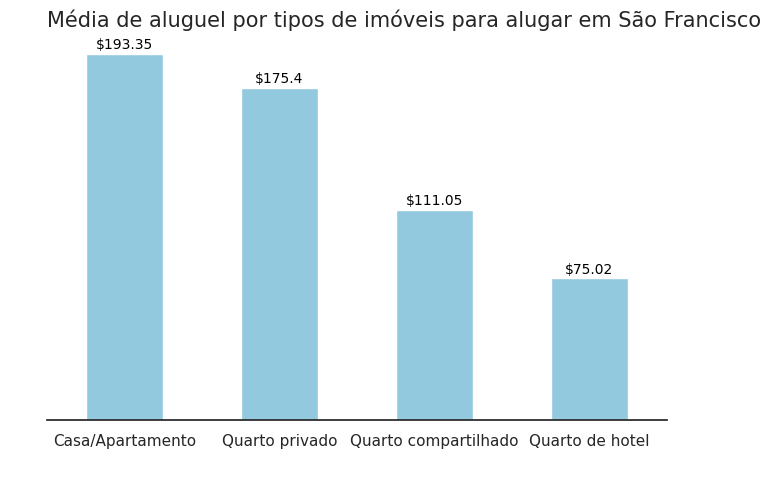 Média de aluguel por tipos de imóveis para alugar em São Francisco
$193.35
$175.4
$111.05
$75.02
Casa/Apartamento
Quarto privado
Quarto compartilhado
Quarto de hotel